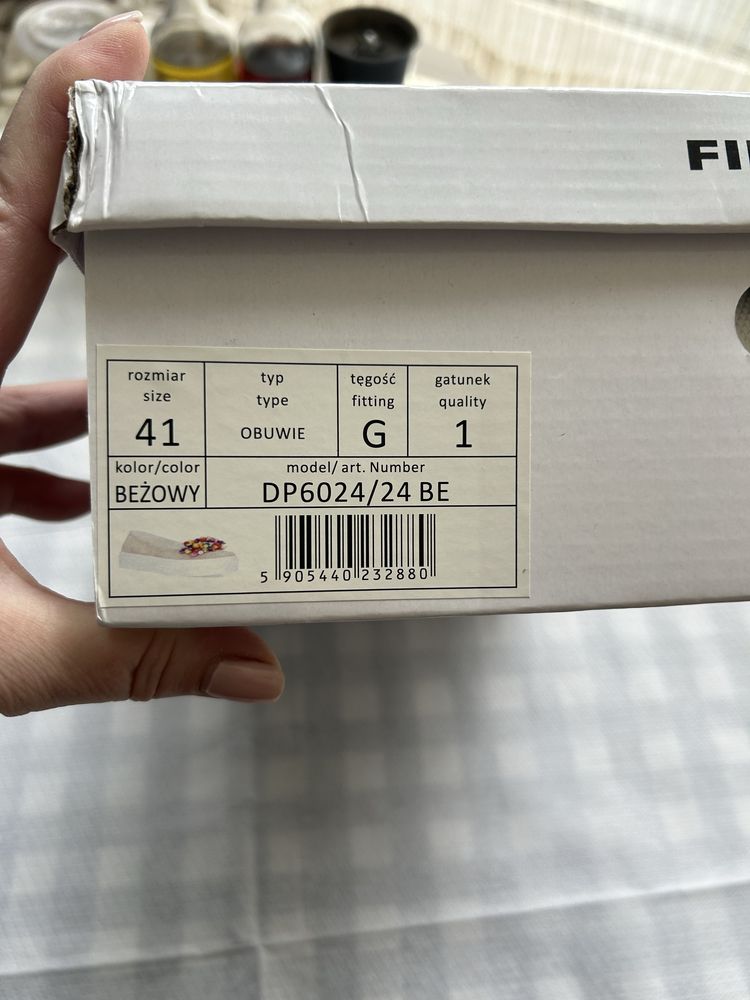 rozmiar
size
41
typ
type
OBUWIE
tęgość
fitting
G
gatunek
quality
1
kolor/color
BEŻOWY
model/ art. Number
DP6024/24 BE
5 905440 232880